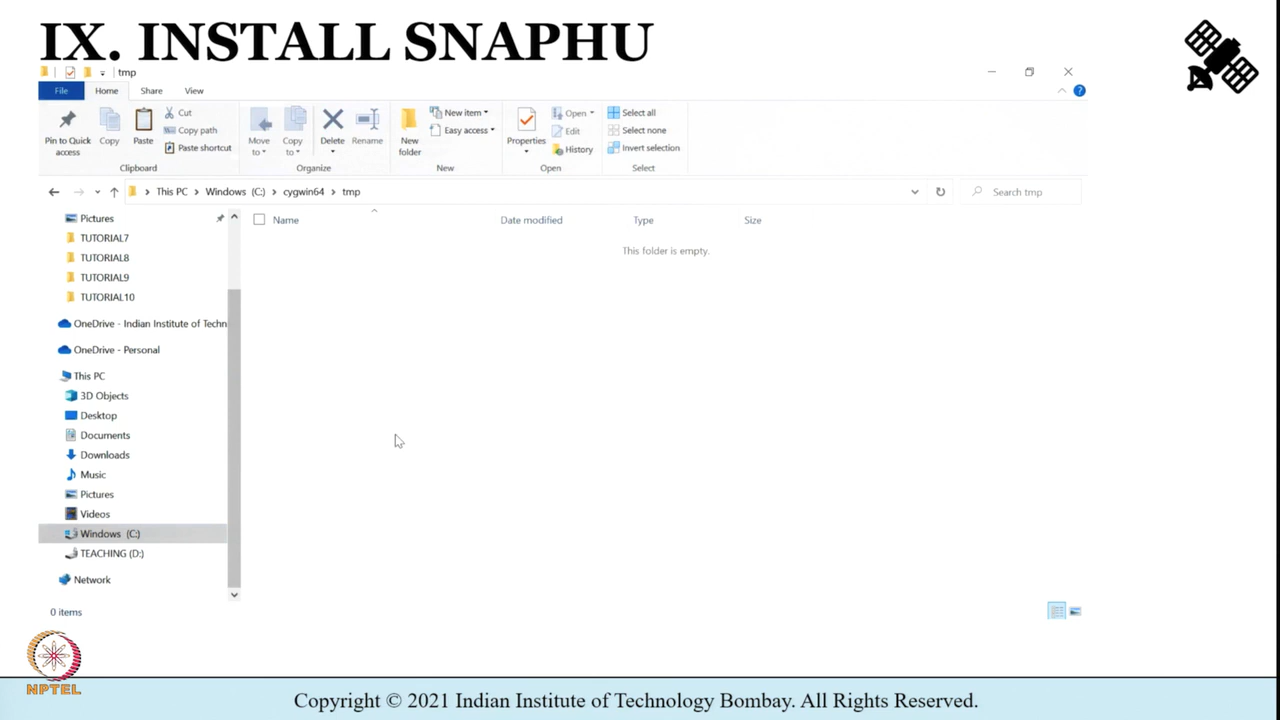 IX. INSTALL SNAPHU
tmp
File Home Share View
Pin to Quick access
Copy
Paste
Cut
Copy path
Paste shortcut
Clipboard
Move to
Copy to
Delete
Rename
Organize
New folder
New item
Easy access
New
Properties
Open
Edit
History
Open
Select all
Select none
Invert selection
Select
This PC > Windows (C:) > cygwin64 > tmp
Search tmp
Name Date modified Type Size
This folder is empty.
Pictures
TUTORIAL7
TUTORIAL8
TUTORIAL9
TUTORIAL10
OneDrive - Indian Institute of Techn
OneDrive - Personal
This PC
3D Objects
Desktop
Documents
Downloads
Music
Pictures
Videos
Windows (C:)
TEACHING (D:)
Network
0 items
NPTEL
Copyright © 2021 Indian Institute of Technology Bombay. All Rights Reserved.